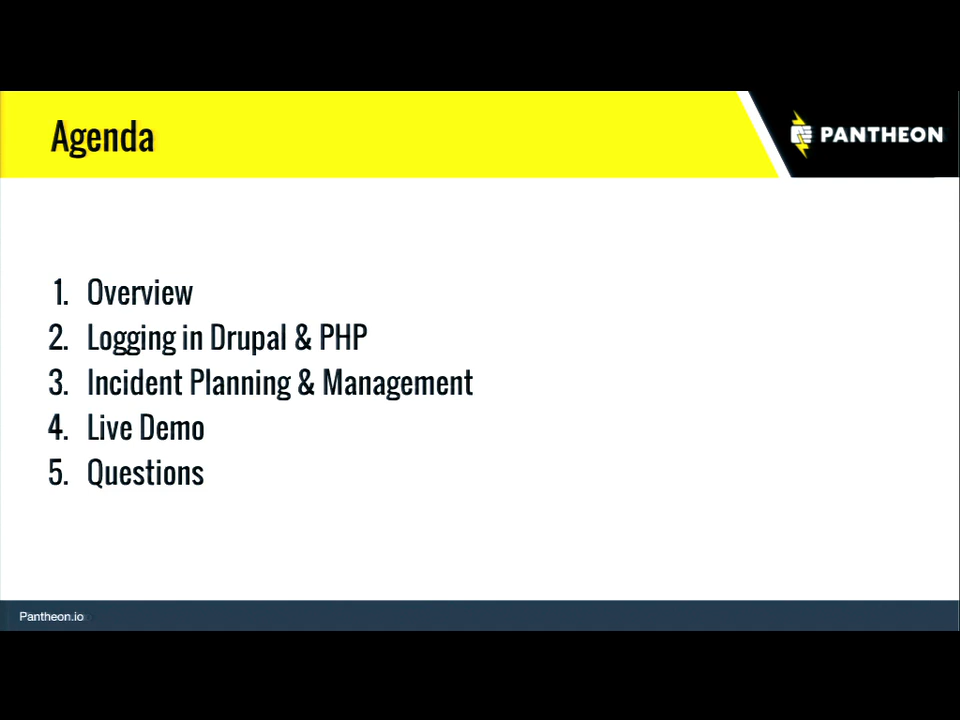 Agenda
PANTHEON
1. Overview
2. Logging in Drupal & PHP
3. Incident Planning & Management
4. Live Demo
5. Questions
Pantheon.io